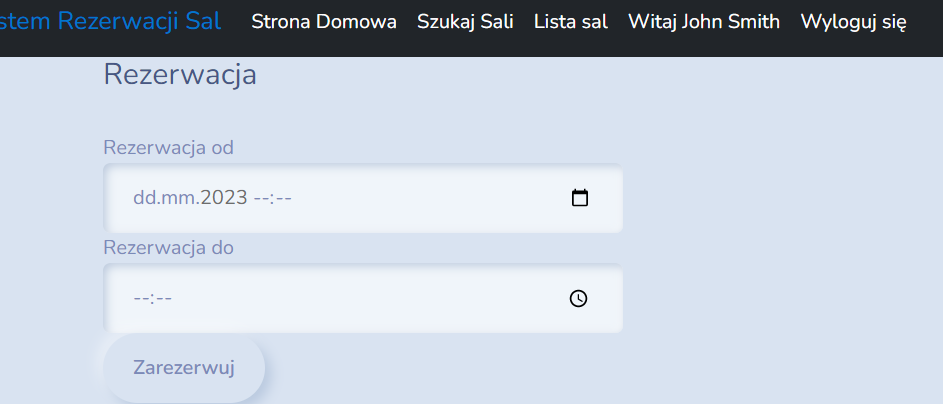 stem Rezerwacji Sal Strona Domowa Szukaj Sali Lista sal Witaj John Smith Wyloguj się
Rezerwacja
Rezerwacja od
dd.mm.2023 --:--
Rezerwacja do
--:--
Zarezerwuj